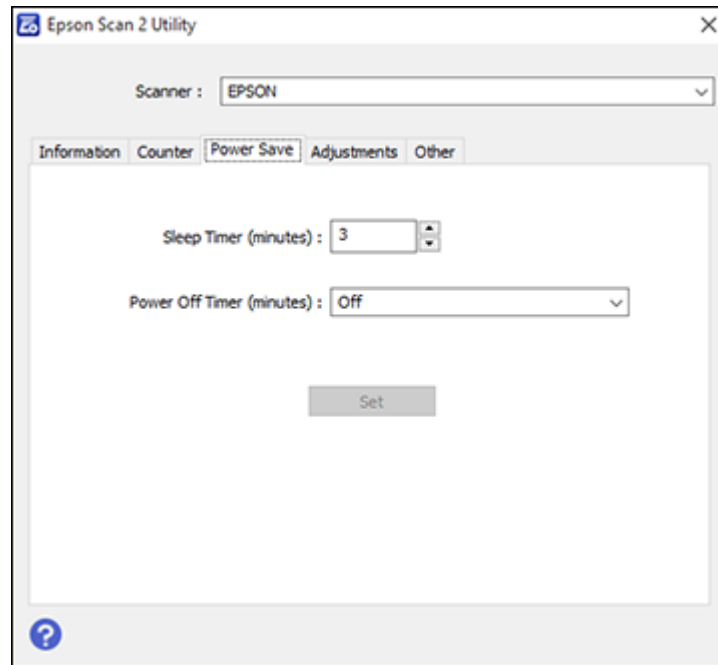 Epson Scan 2 Utility
Scanner : EPSON
Information Counter Power Save Adjustments Other
Sleep Timer (minutes) : 3
Power Off Timer (minutes) : Off
Set
?